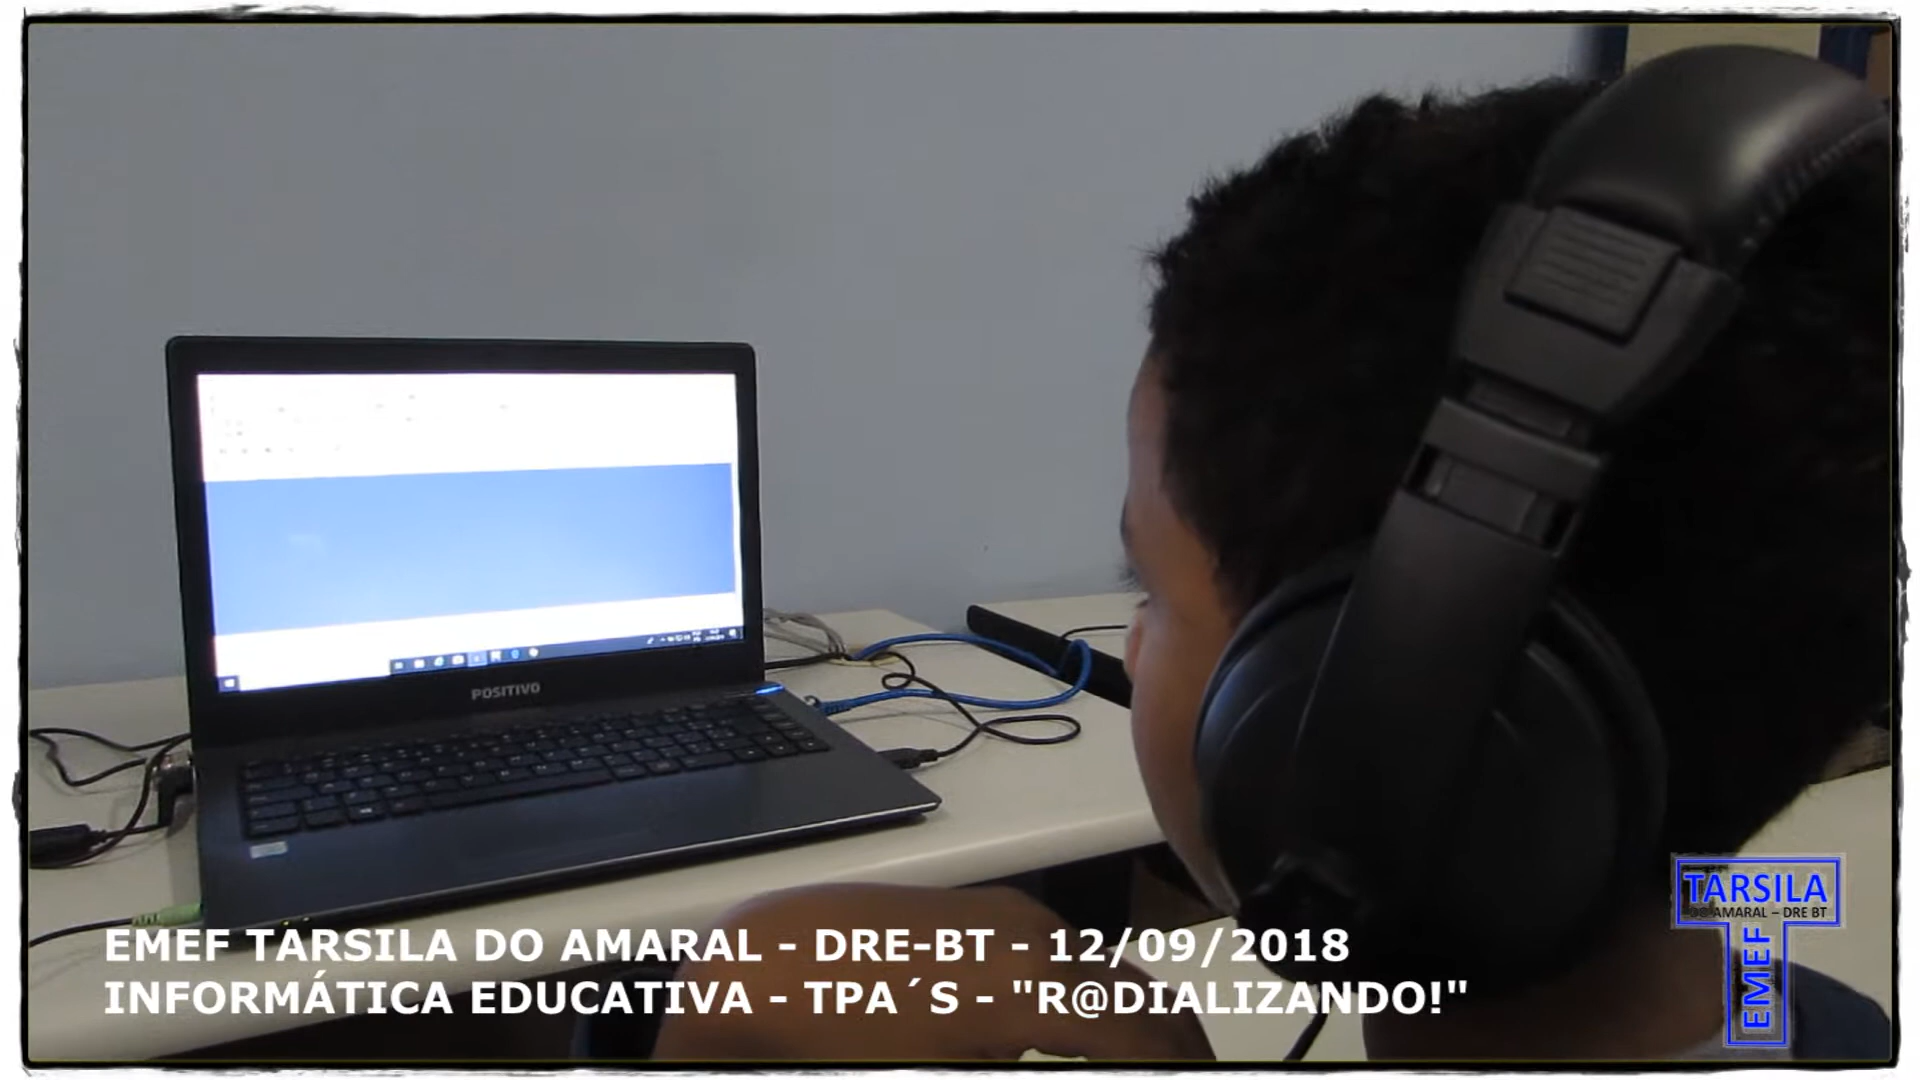 POSITIVO
TARSILA
DO AMARAL – DRE BT
EMEF
EMEF TARSILA DO AMARAL - DRE-BT - 12/09/2018
INFORMÁTICA EDUCATIVA - TPA´S - "R@DIALIZANDO!"